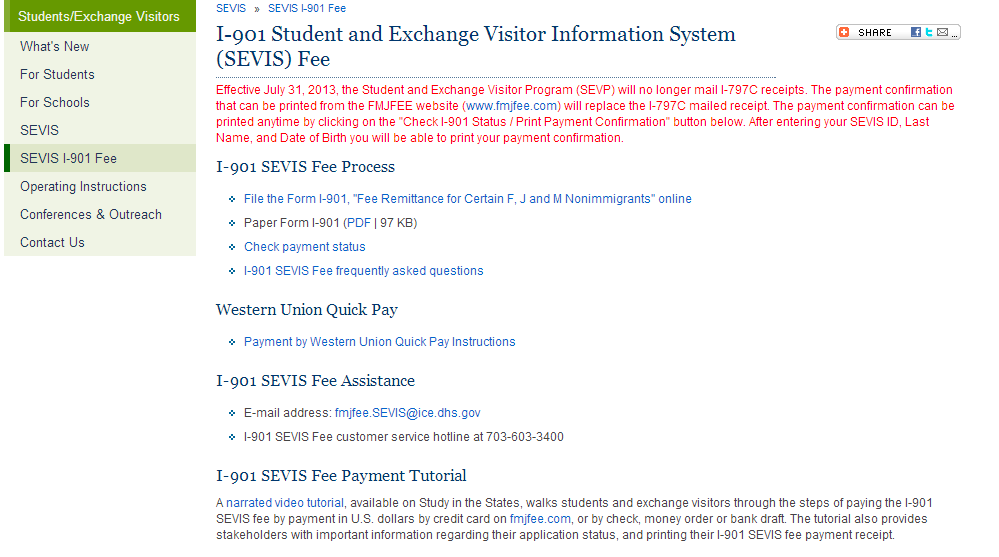 Students/Exchange Visitors
What's New
For Students
For Schools
SEVIS
SEVIS I-901 Fee
Operating Instructions
Conferences & Outreach
Contact Us
SEVIS » SEVIS I-901 Fee
I-901 Student and Exchange Visitor Information System
(SEVIS) Fee
SHARE
Effective July 31, 2013, the Student and Exchange Visitor Program (SEVP) will no longer mail I-797C receipts. The payment confirmation
that can be printed from the FMJFEE website (www.fmjfee.com) will replace the I-797C mailed receipt. The payment confirmation can be
printed anytime by clicking on the "Check I-901 Status / Print Payment Confirmation" button below. After entering your SEVIS ID, Last
Name, and Date of Birth you will be able to print your payment confirmation.
I-901 SEVIS Fee Process
File the Form I-901, "Fee Remittance for Certain F, J and M Nonimmigrants" online
Paper Form I-901 (PDF | 97 KB)
Check payment status
I-901 SEVIS Fee frequently asked questions
Western Union Quick Pay
Payment by Western Union Quick Pay Instructions
I-901 SEVIS Fee Assistance
E-mail address: fmjfee.SEVIS@ice.dhs.gov
I-901 SEVIS Fee customer service hotline at 703-603-3400
I-901 SEVIS Fee Payment Tutorial
A narrated video tutorial, available on Study in the States, walks students and exchange visitors through the steps of paying the I-901
SEVIS fee by payment in U.S. dollars by credit card on fmjfee.com, or by check, money order or bank draft. The tutorial also provides
stakeholders with important information regarding their application status, and printing their I-901 SEVIS fee payment receipt.